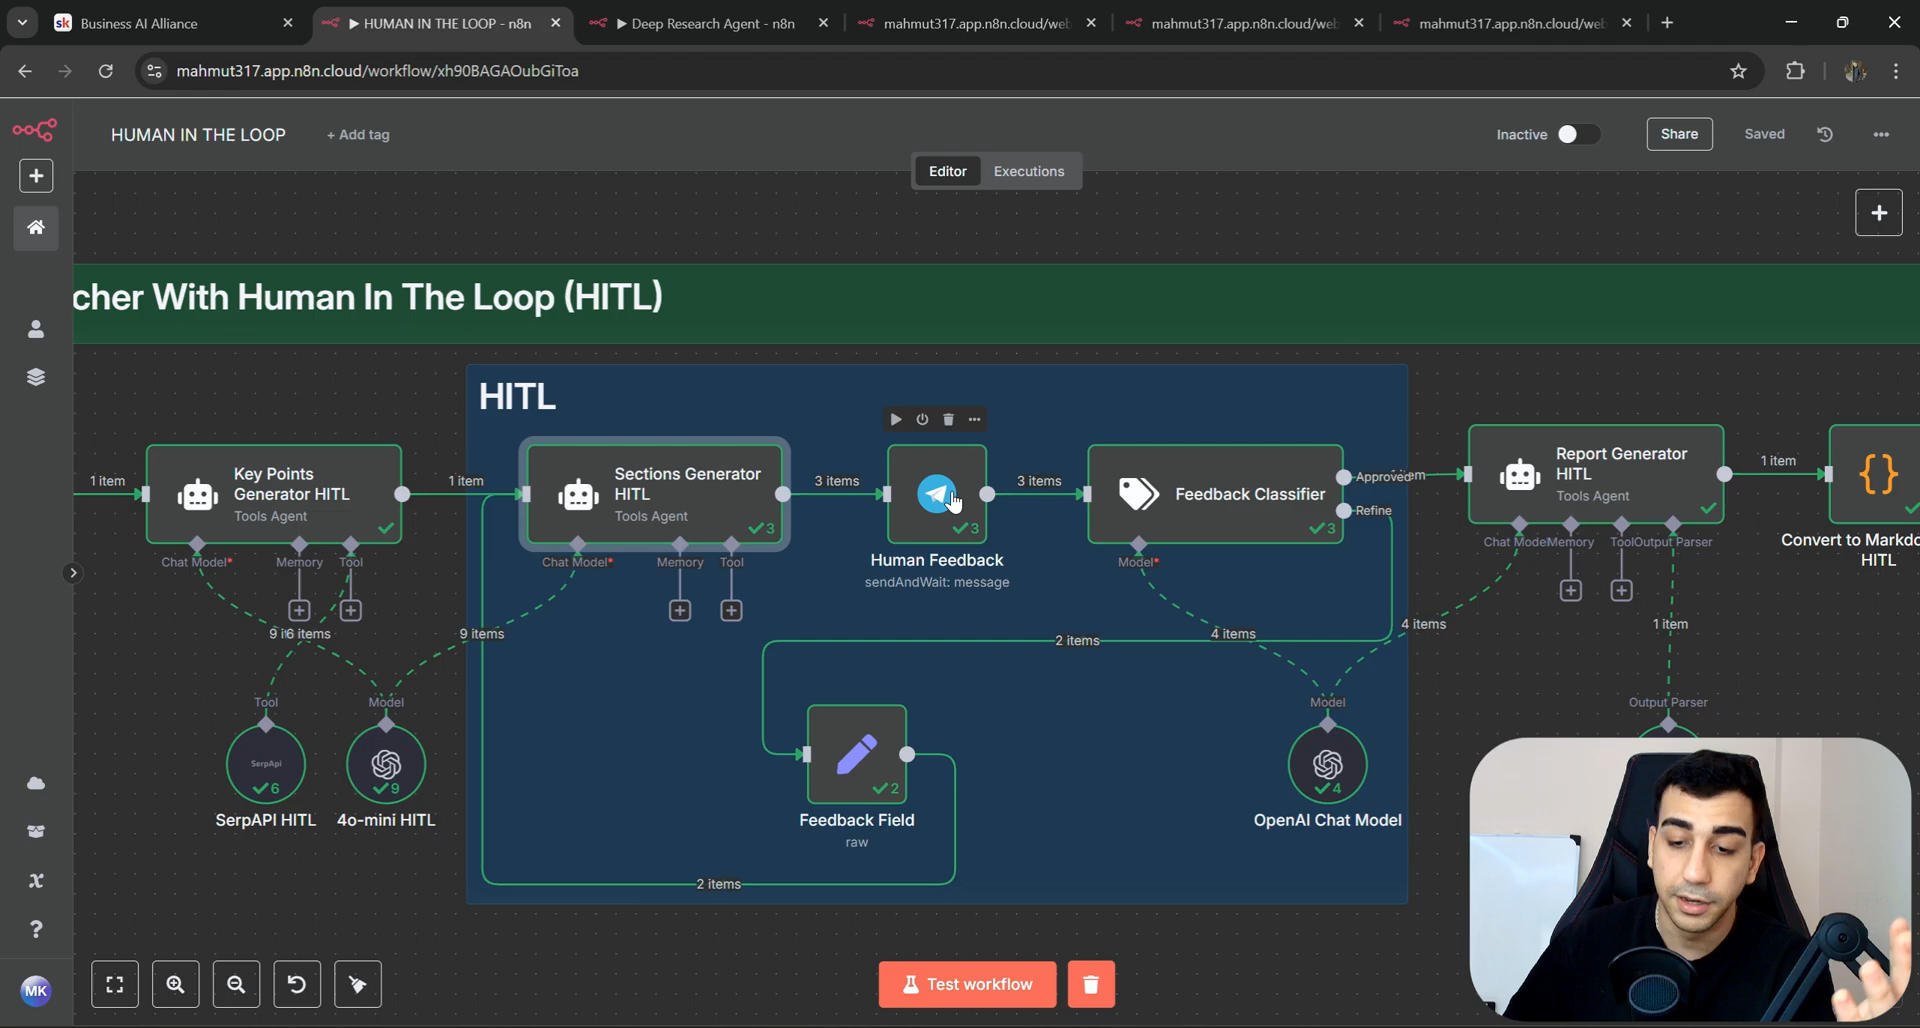 Business AI Alliance
▶ HUMAN IN THE LOOP - n8n
▶ Deep Research Agent - n8n
mahmut317.app.n8n.cloud/web
mahmut317.app.n8n.cloud/web
mahmut317.app.n8n.cloud/web
mahmut317.app.n8n.cloud/workflow/xh90BAGAOubGiToa
HUMAN IN THE LOOP
+ Add tag
Inactive
Share
Saved
Editor
Executions
cher With Human In The Loop (HITL)
HITL
1 item
Key Points
Generator HITL
Tools Agent
Chat Model*
Memory
Tool
1 item
Sections Generator
HITL
Tools Agent
3
Chat Model*
Memory
Tool
3 items
3
Human Feedback
sendAndWait: message
3 items
Feedback Classifier
3
Model*
Approved
Refine
Report Generator
HITL
Tools Agent
Chat Model
Memory
Tool
Output Parser
1 item
Convert to Markdo
HITL
9 i
6 items
9 items
2 items
4 items
4 items
1 item
Tool
Model
Model
Output Parser
SerpApi
6
SerpAPI HITL
9
4o-mini HITL
2
Feedback Field
raw
4
OpenAI Chat Model
2 items
Test workflow
MK